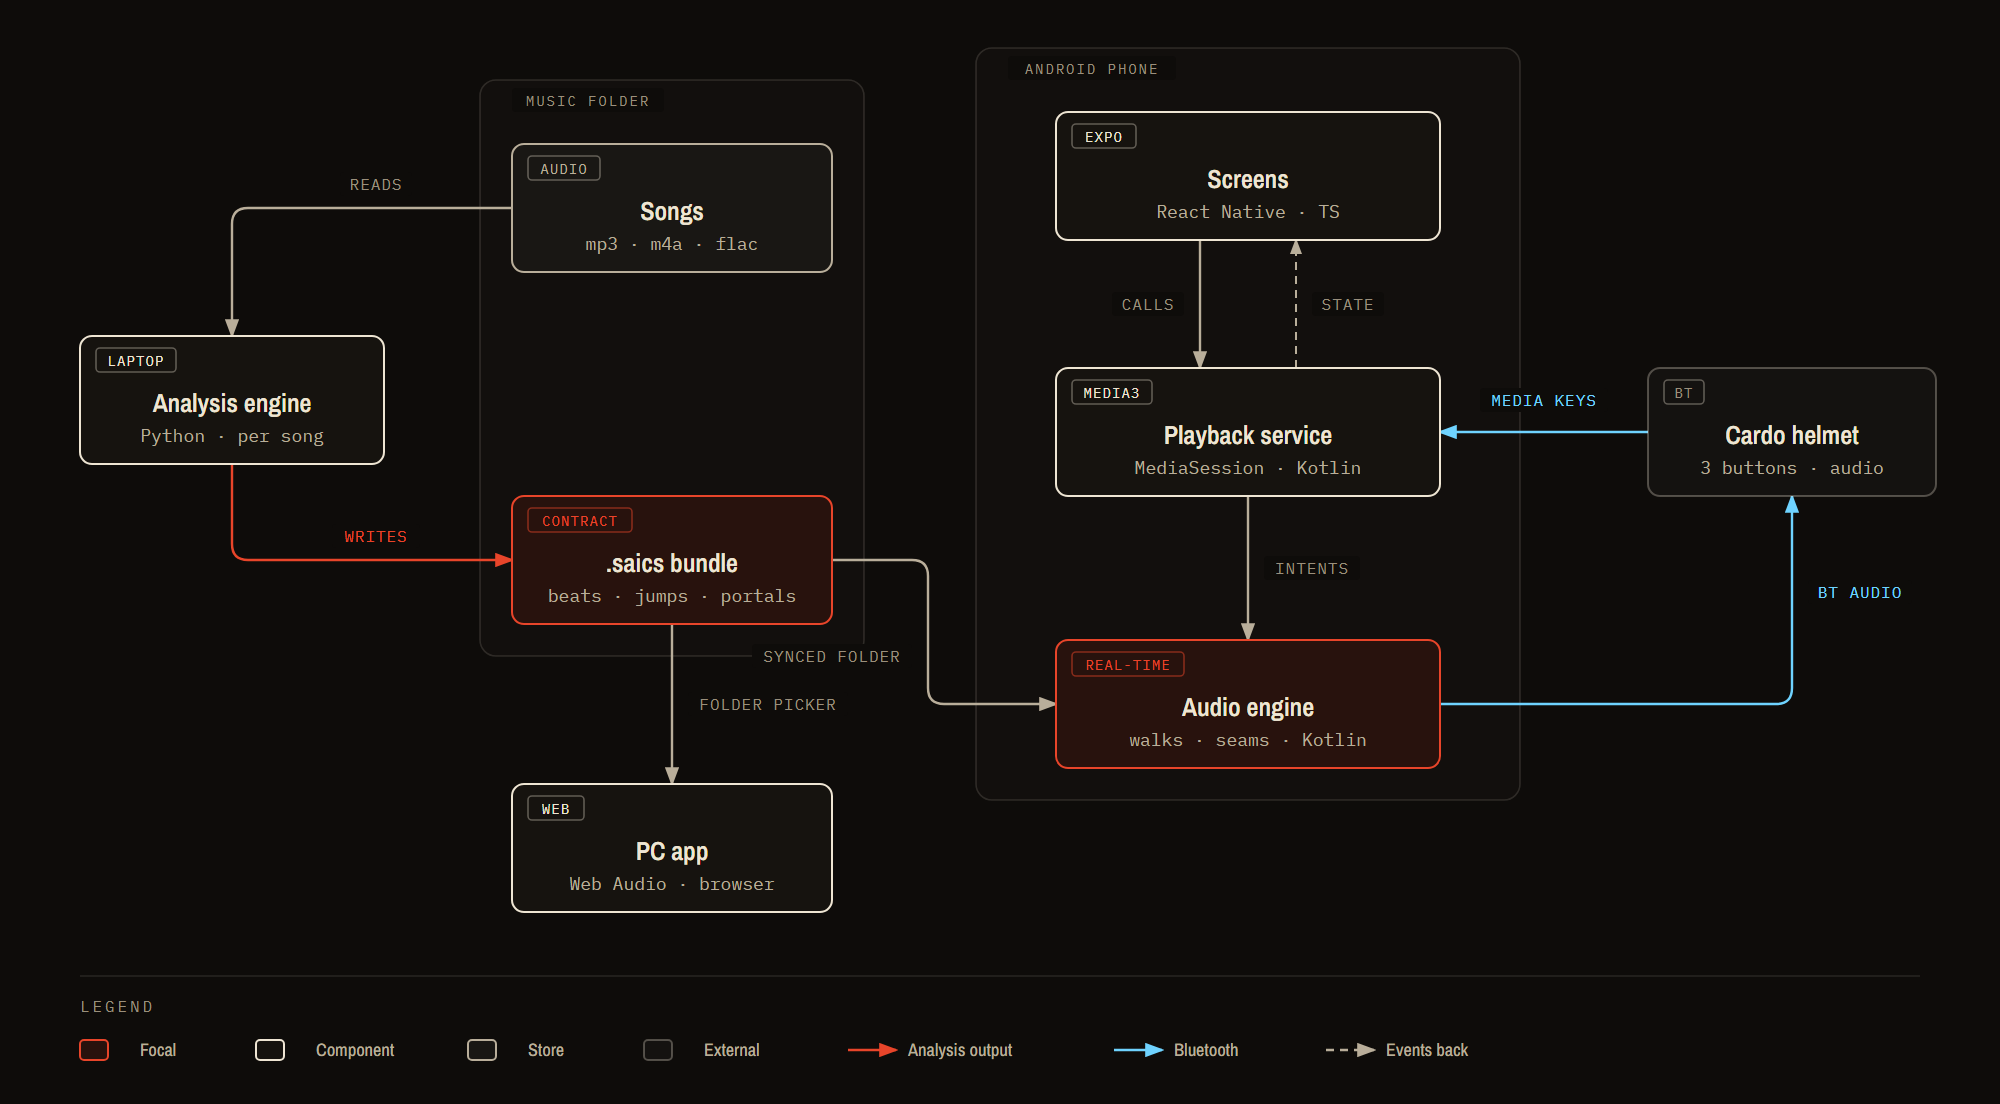 ANDROID PHONE
MUSIC FOLDER
EXPO
Screens
React Native · TS
AUDIO
Songs
mp3 · m4a · flac
READS
CALLS
STATE
LAPTOP
Analysis engine
Python · per song
MEDIA3
Playback service
MediaSession · Kotlin
MEDIA KEYS
BT
Cardo helmet
3 buttons · audio
WRITES
CONTRACT
.saics bundle
beats · jumps · portals
INTENTS
BT AUDIO
SYNCED FOLDER
FOLDER PICKER
REAL-TIME
Audio engine
walks · seams · Kotlin
WEB
PC app
Web Audio · browser
LEGEND
Focal
Component
Store
External
Analysis output
Bluetooth
Events back